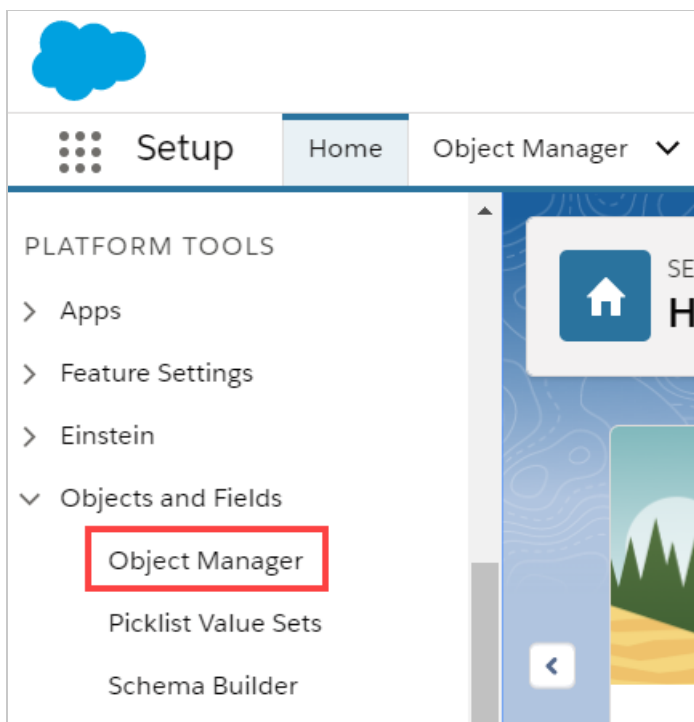 Setup
Home
Object Manager
PLATFORM TOOLS
Apps
Feature Settings
Einstein
Objects and Fields
Object Manager
Picklist Value Sets
Schema Builder
SE
H